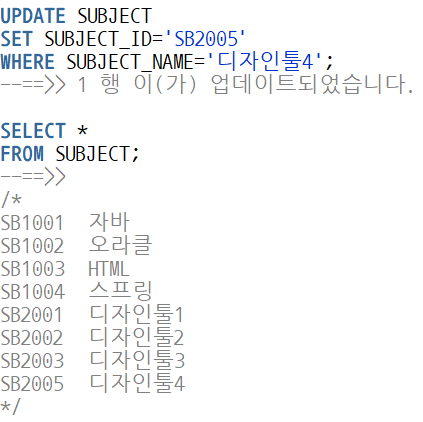 UPDATE SUBJECT
SET SUBJECT_ID='SB2005'
WHERE SUBJECT_NAME='디자인툴4';
--==>> 1 행 이(가) 업데이트되었습니다.
SELECT *
FROM SUBJECT;
--==>>
/*
SB1001 자바
SB1002 오라클
SB1003 HTML
SB1004 스프링
SB2001 디자인툴1
SB2002 디자인툴2
SB2003 디자인툴3
SB2005 디자인툴4
*/